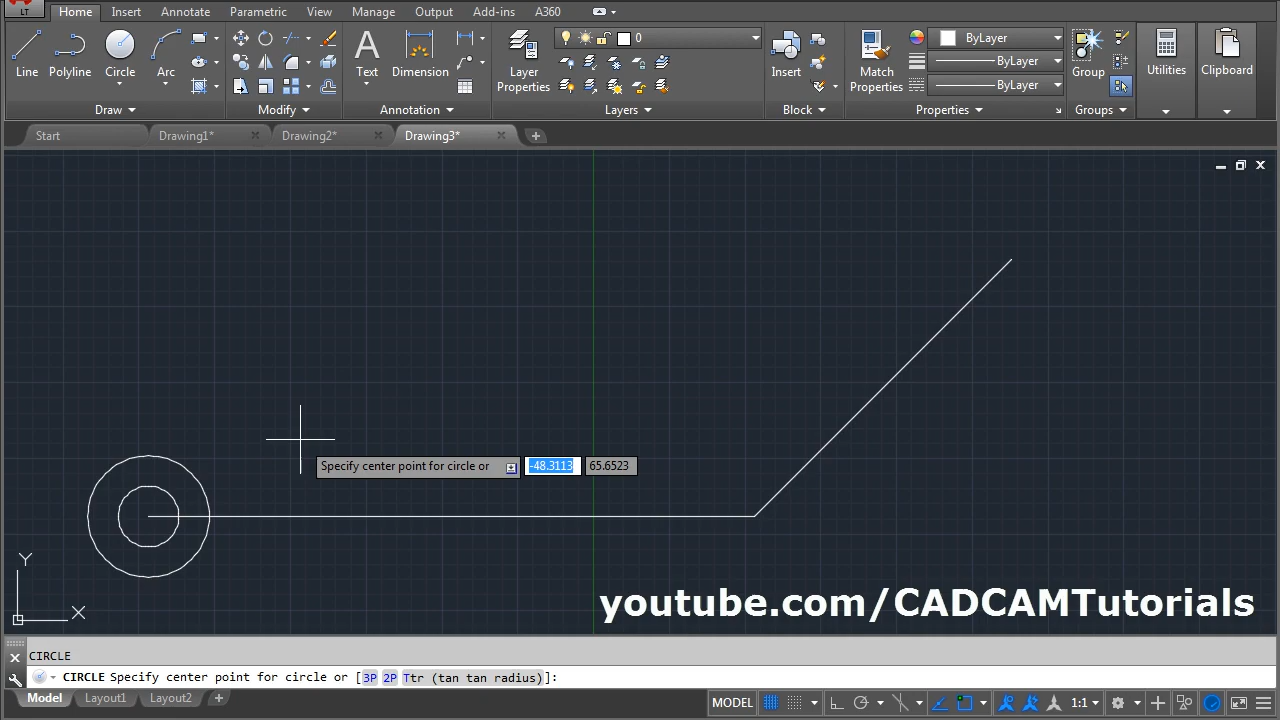 LT
Home Insert Annotate Parametric View Manage Output Add-ins A360
Line Polyline Circle Arc
Text Dimension
Layer Properties
0
Insert
Match Properties
ByLayer
ByLayer
ByLayer
Group
Utilities
Clipboard
Draw Modify Annotation Layers Block Properties Groups
Start Drawing1* Drawing2* Drawing3*
Specify center point for circle or -48.3113 65.6523
Y
X
youtube.com/CADCAMTutorials
CIRCLE
CIRCLE Specify center point for circle or [3P 2P Ttr (tan tan radius)]:
Model Layout1 Layout2 + MODEL 1:1